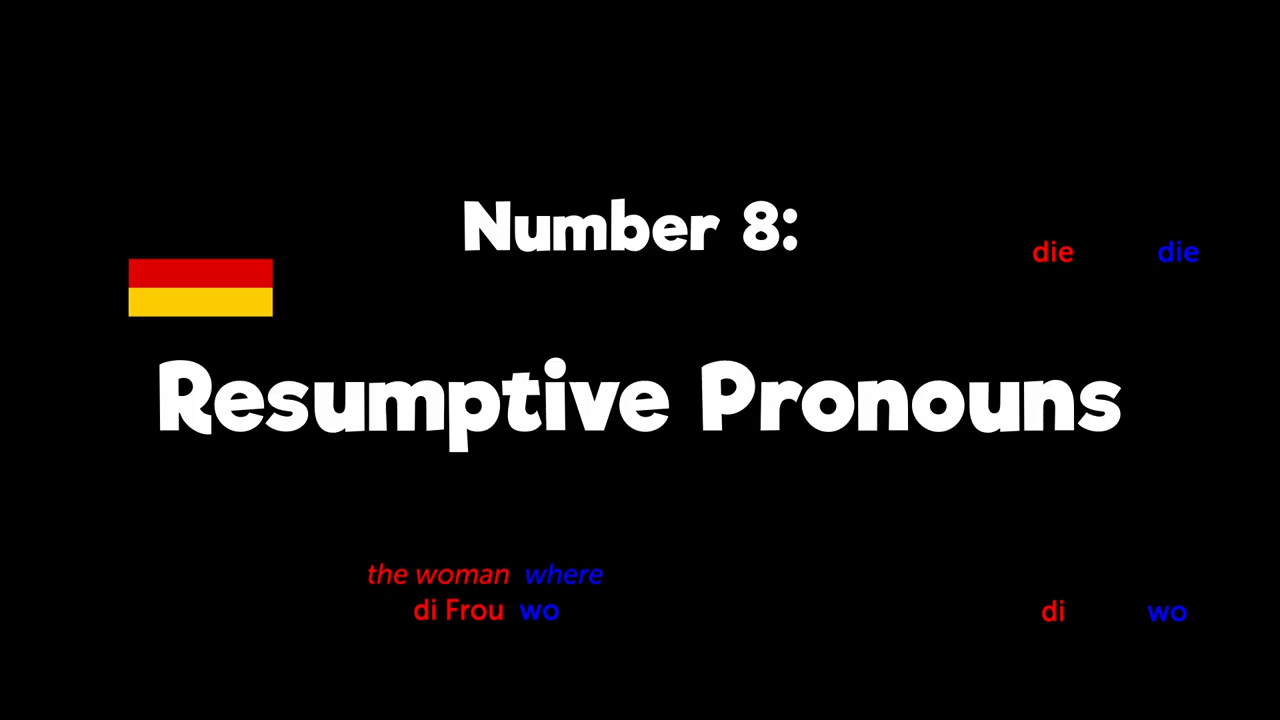 Number 8:
die die
Resumptive Pronouns
the woman where
di Frou wo
di wo